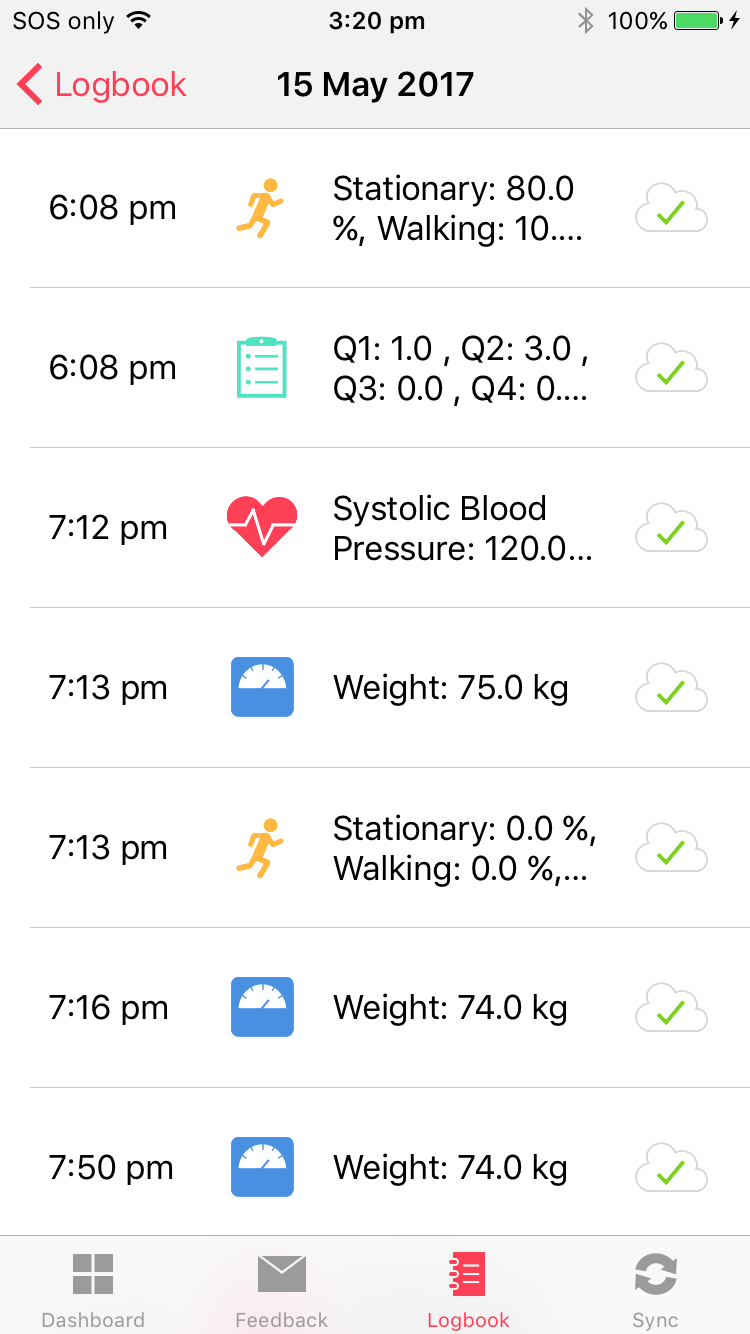 SOS only 3:20 pm 100%
Logbook 15 May 2017
6:08 pm
Stationary: 80.0
%, Walking: 10....
6:08 pm
Q1: 1.0 , Q2: 3.0 ,
Q3: 0.0 , Q4: 0....
7:12 pm
Systolic Blood
Pressure: 120.0...
7:13 pm Weight: 75.0 kg
7:13 pm
Stationary: 0.0 %,
Walking: 0.0 %,...
7:16 pm Weight: 74.0 kg
7:50 pm Weight: 74.0 kg
Dashboard Feedback Logbook Sync